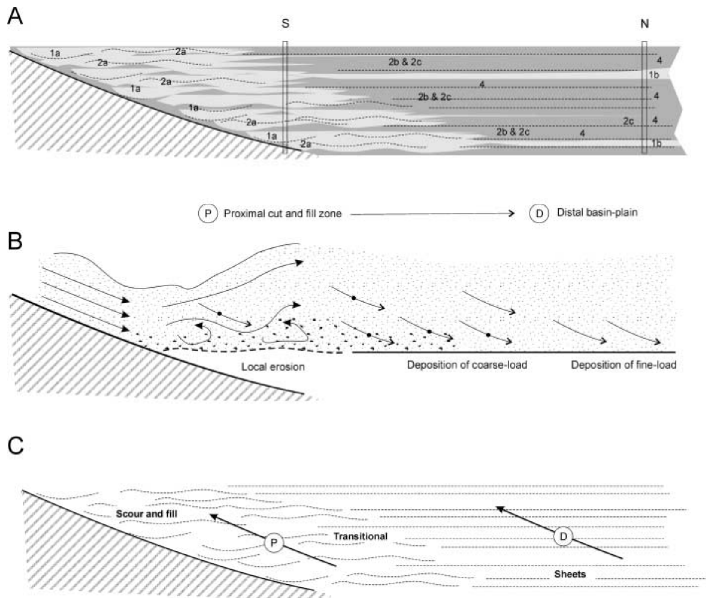 A
S
N
1a
2a
2a
2b & 2c
4
1b
1a
4
1a
2b & 2c
4
1a
2a
2c
4
2b & 2c
4
1a
2a
1b
P Proximal cut and fill zone
D Distal basin-plain
B
Local erosion
Deposition of coarse-load
Deposition of fine-load
C
Scour and fill
P
Transitional
D
Sheets